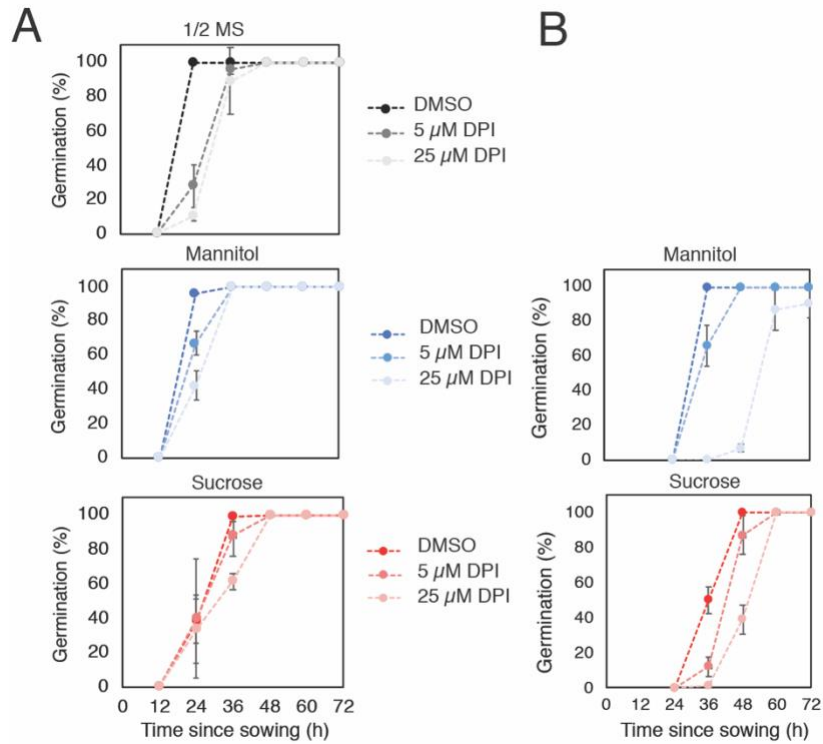 A
B
1/2 MS
Germination (%)
100
80
60
40
20
0
DMSO
5 µM DPI
25 µM DPI
Mannitol
Germination (%)
100
80
60
40
20
0
DMSO
5 µM DPI
25 µM DPI
Mannitol
Germination (%)
100
80
60
40
20
0
Sucrose
Germination (%)
100
80
60
40
20
0
0 12 24 36 48 60 72
Time since sowing (h)
DMSO
5 µM DPI
25 µM DPI
Sucrose
Germination (%)
100
80
60
40
20
0
0 12 24 36 48 60 72
Time since sowing (h)